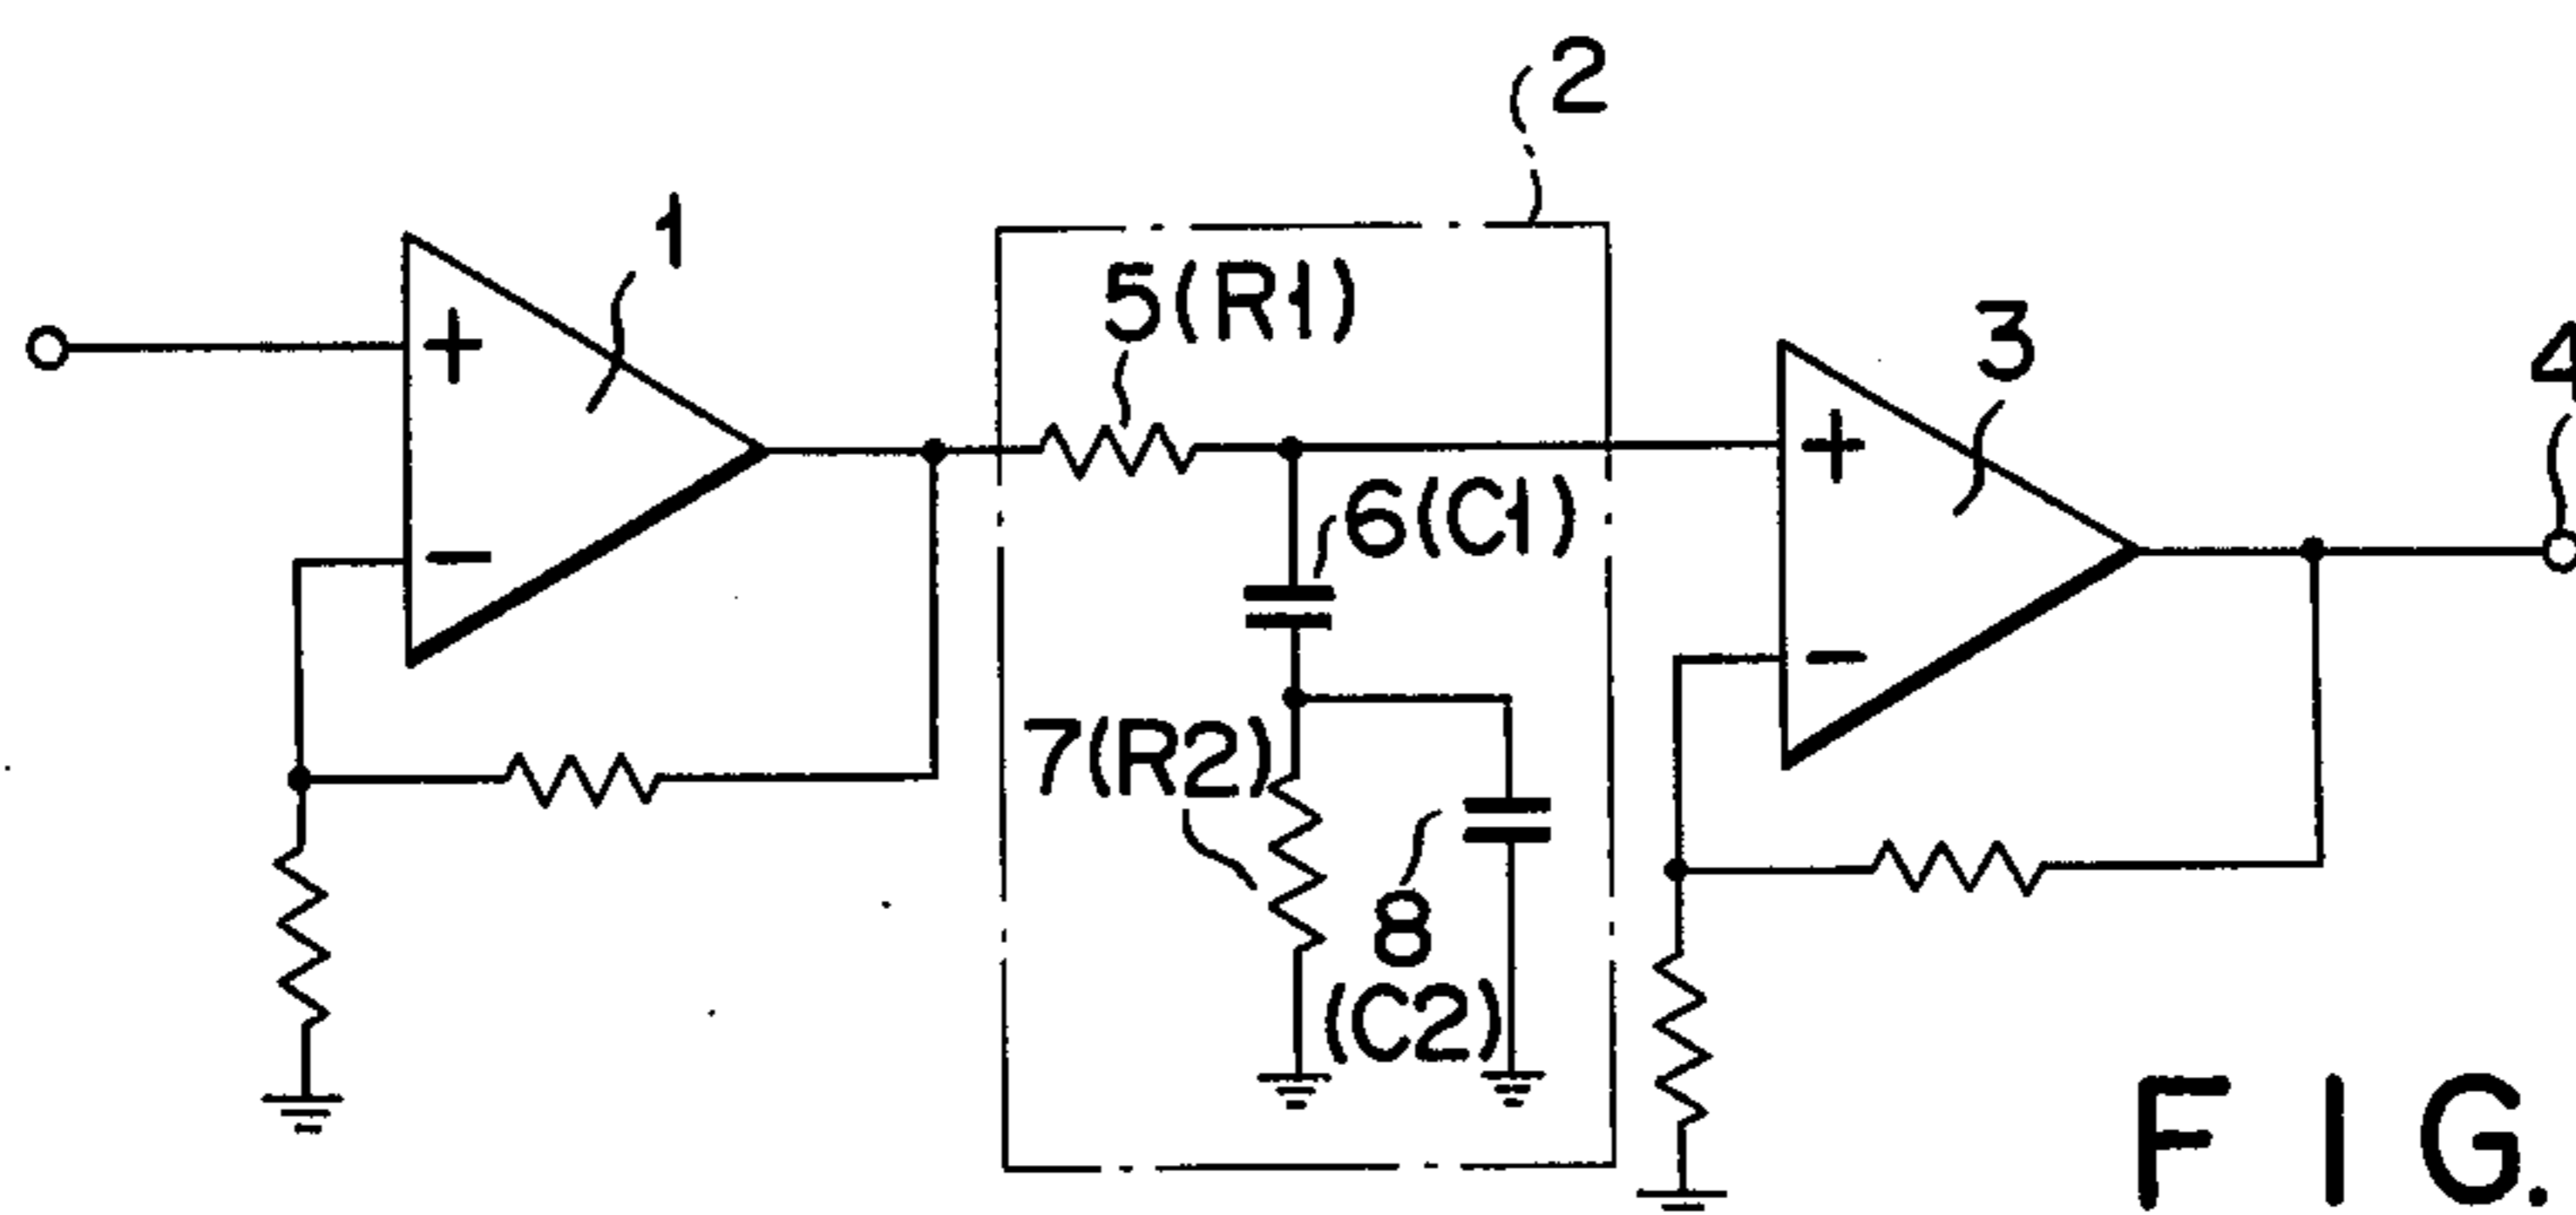 2
1
5(R1)
3
4
+
+
6(C1)
−
−
7(R2)
8
(C2)
FIG.